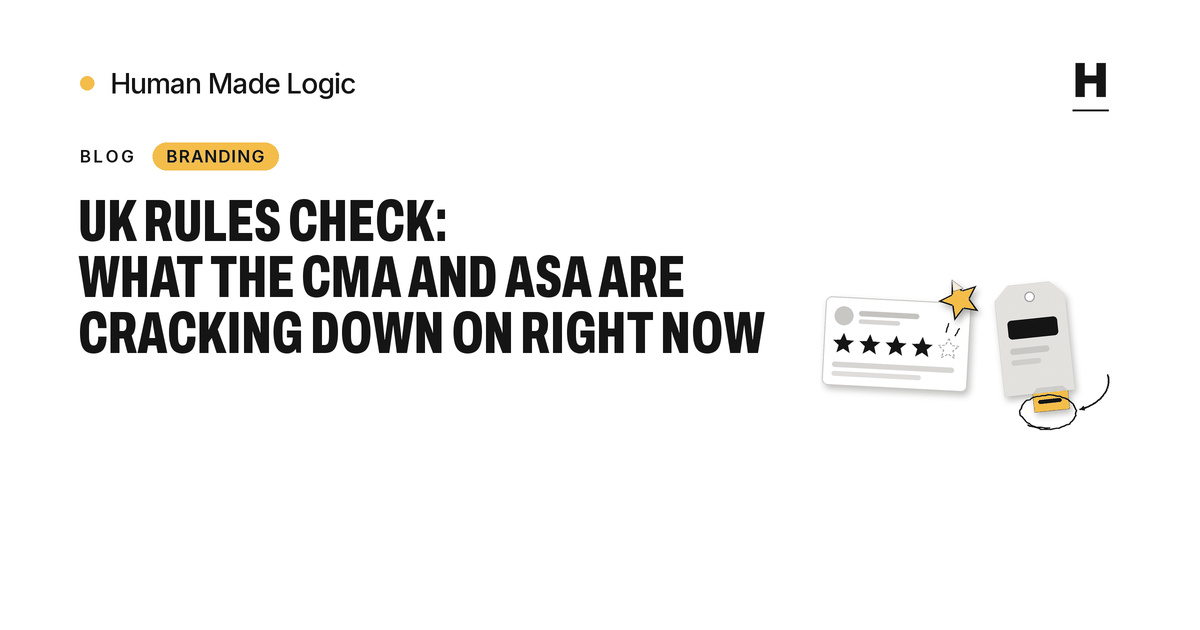 Human Made Logic
H
BLOG
BRANDING
UK RULES CHECK:
WHAT THE CMA AND ASA ARE
CRACKING DOWN ON RIGHT NOW